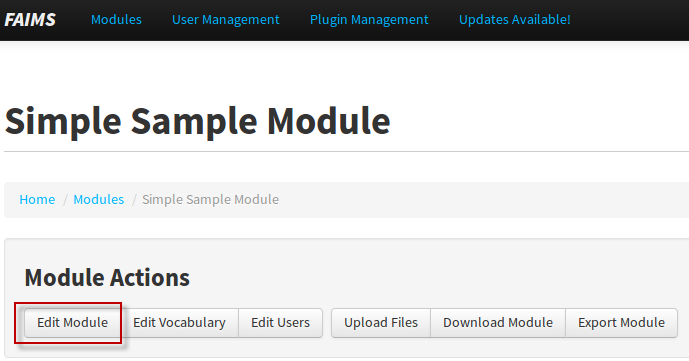 FAIMS Modules User Management Plugin Management Updates Available!
Simple Sample Module
Home / Modules / Simple Sample Module
Module Actions
Edit Module Edit Vocabulary Edit Users Upload Files Download Module Export Module